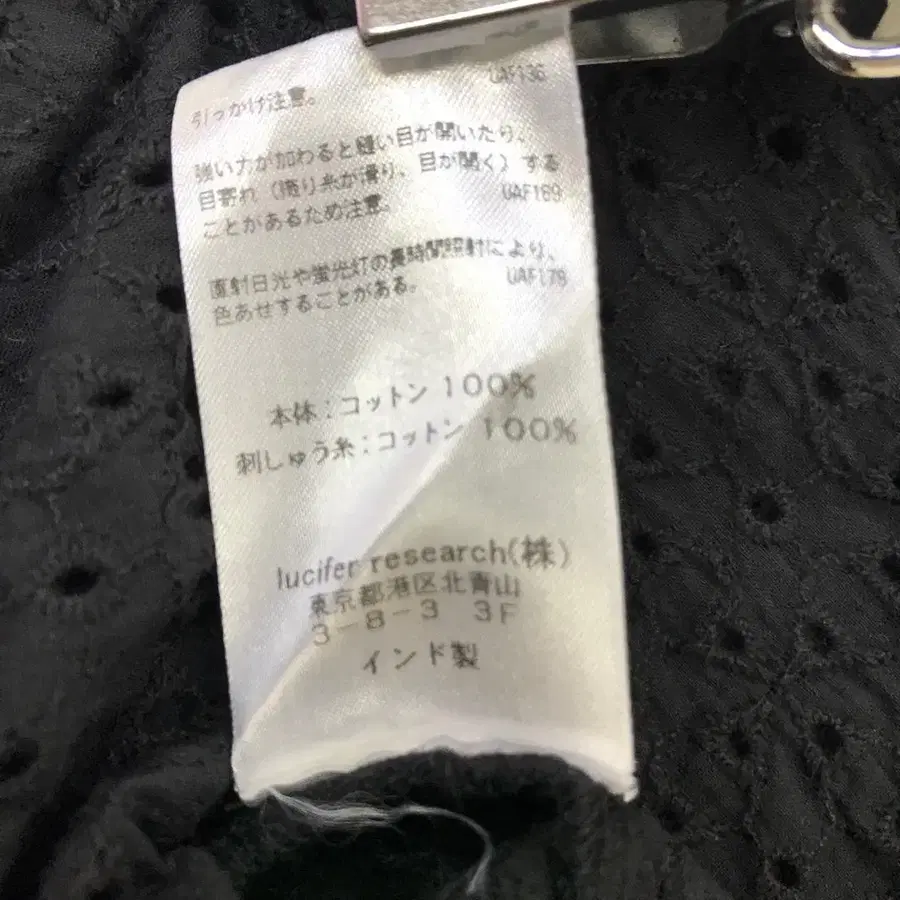 UAF136
引っかけ注意。
強い力が加わると縫い目が開いたり、
目寄れ（撚り糸が滑り、目が開く）する
UAF169
ことがあるため注意。
直射日光や蛍光灯の長時間照射により、
UAF178
色あせすることがある。
本体：コットン 100%
刺しゅう糸：コットン 100%
lucifer research(株)
東京都港区北青山
3-8-3 3F
インド製